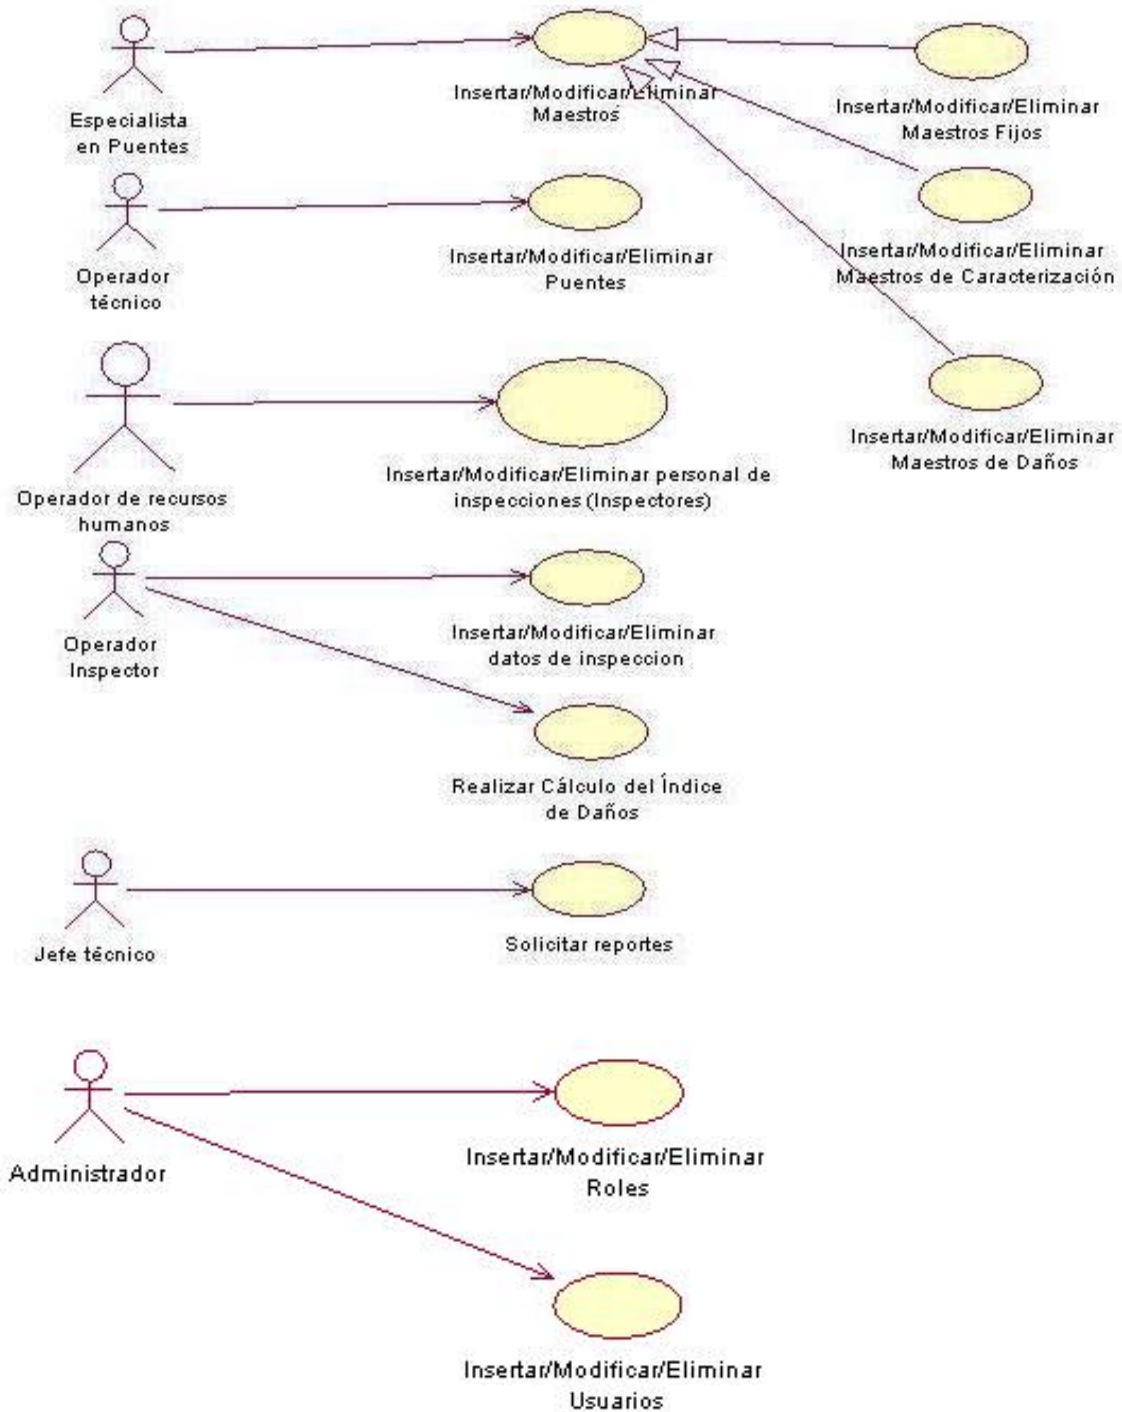 Especialista
en Puentes
Insertar/Modificar/Eliminar
Maestros
Insertar/Modificar/Eliminar
Maestros Fijos
Operador
técnico
Insertar/Modificar/Eliminar
Puentes
Insertar/Modificar/Eliminar
Maestros de Caracterización
Insertar/Modificar/Eliminar
Maestros de Daños
Operador de recursos
humanos
Insertar/Modificar/Eliminar personal de
inspecciones (Inspectores)
Operador
Inspector
Insertar/Modificar/Eliminar
datos de inspeccion
Realizar Cálculo del Índice
de Daños
Jefe técnico
Solicitar reportes
Administrador
Insertar/Modificar/Eliminar
Roles
Insertar/Modificar/Eliminar
Usuarios